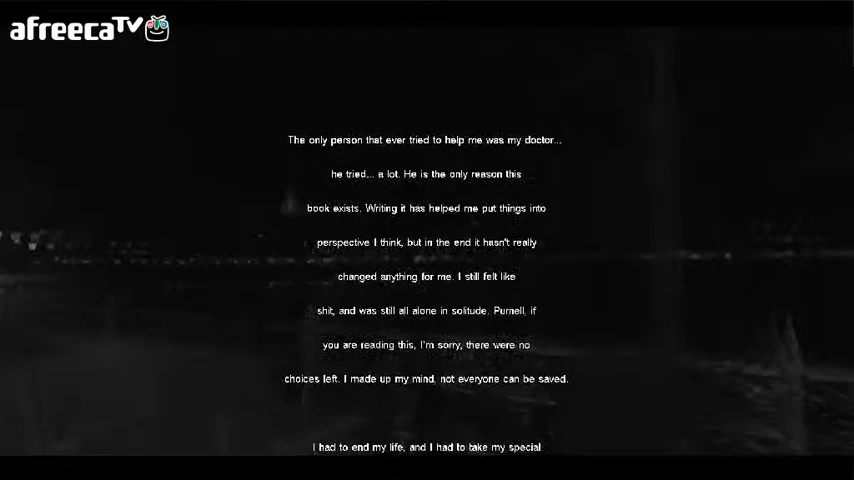 afreecaTV
The only person that ever tried to help me was my doctor...
he tried... a lot. He is the only reason this
book exists. Writing it has helped me put things into
perspective I think, but in the end it hasn't really
changed anything for me. I still felt like
shit, and was still all alone in solitude. Purnell, if
you are reading this, I'm sorry, there were no
choices left. I made up my mind, not everyone can be saved.
I had to end my life, and I had to take my special